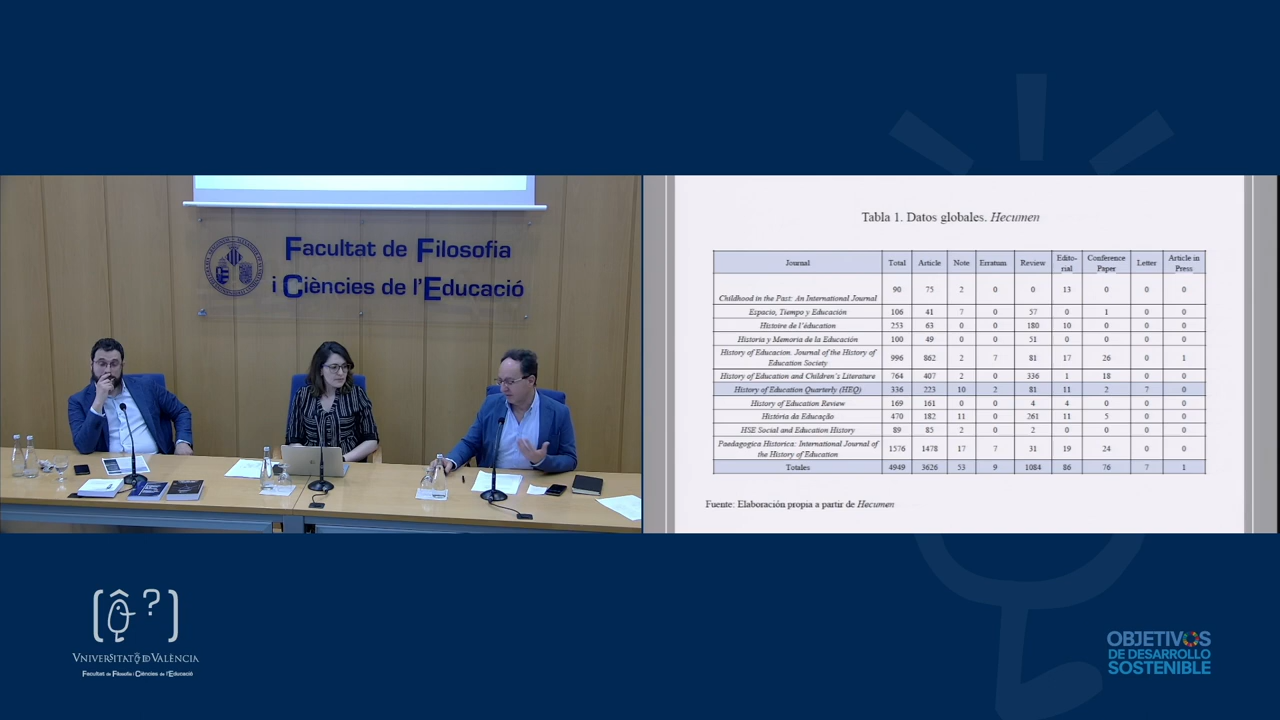 Facultat de Filosofia
i Ciències de l'Educació
Tabla 1. Datos globales. Hecumen
Journal Total Article Note Erratum Review Edito-rial Conference Paper Letter Article in Press
Childhood in the Past: An International Journal 90 75 2 0 0 13 0 0 0
Espacio, Tiempo y Educación 106 41 7 0 57 0 1 0 0
Histoire de l'éducation 253 63 0 0 180 10 0 0 0
Historia y Memoria de la Educación 100 49 0 0 51 0 0 0 0
History of Educacion. Journal of the History of Education Society 996 862 2 7 81 17 26 0 1
History of Education and Children's Literature 764 407 2 0 336 1 18 0 0
History of Education Quarterly (HEQ) 336 223 10 2 81 11 2 7 0
History of Education Review 169 161 0 0 4 4 0 0 0
História da Educação 470 182 11 0 261 11 5 0 0
HSE Social and Education History 89 85 2 0 2 0 0 0 0
Paedagogica Historica: International Journal of the History of Education 1576 1478 17 7 31 19 24 0 0
Totales 4949 3626 53 9 1084 86 76 7 1
Fuente: Elaboración propia a partir de Hecumen
[Ô ?]
VNIVERSITAT ID VALÈNCIA
Facultat de Filosofia i Ciències de l'Educació
OBJETIVOS
DE DESARROLLO
SOSTENIBLE